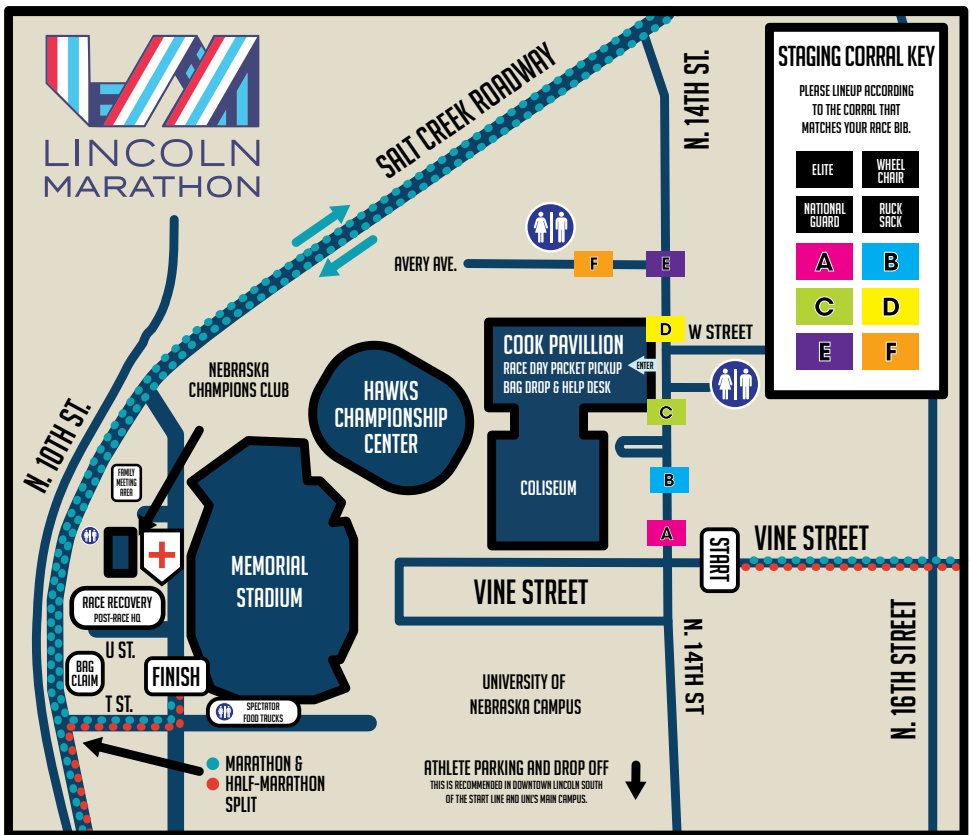 LINCOLN
MARATHON
SALT CREEK ROADWAY
N. 14TH ST.
STAGING CORRAL KEY
PLEASE LINEUP ACCORDING
TO THE CORRAL THAT
MATCHES YOUR RACE BIB.
ELITE
WHEEL
CHAIR
NATIONAL
GUARD
RUCK
SACK
A
B
C
D
E
F
AVERY AVE.
F
E
D
W STREET
COOK PAVILLION
RACE DAY PACKET PICKUP
BAG DROP & HELP DESK
ENTER
C
B
A
COLISEUM
NEBRASKA
CHAMPIONS CLUB
HAWKS
CHAMPIONSHIP
CENTER
N. 10TH ST.
FAMILY
MEETING
AREA
MEMORIAL
STADIUM
START
VINE STREET
VINE STREET
RACE RECOVERY
POST-RACE HQ
U ST.
BAG
CLAIM
FINISH
T ST.
SPECTATOR
FOOD TRUCKS
UNIVERSITY OF
NEBRASKA CAMPUS
N. 14TH ST
N. 16TH STREET
MARATHON &
HALF-MARATHON
SPLIT
ATHLETE PARKING AND DROP OFF
THIS IS RECOMMENDED IN DOWNTOWN LINCOLN SOUTH
OF THE START LINE AND UNL'S MAIN CAMPUS.